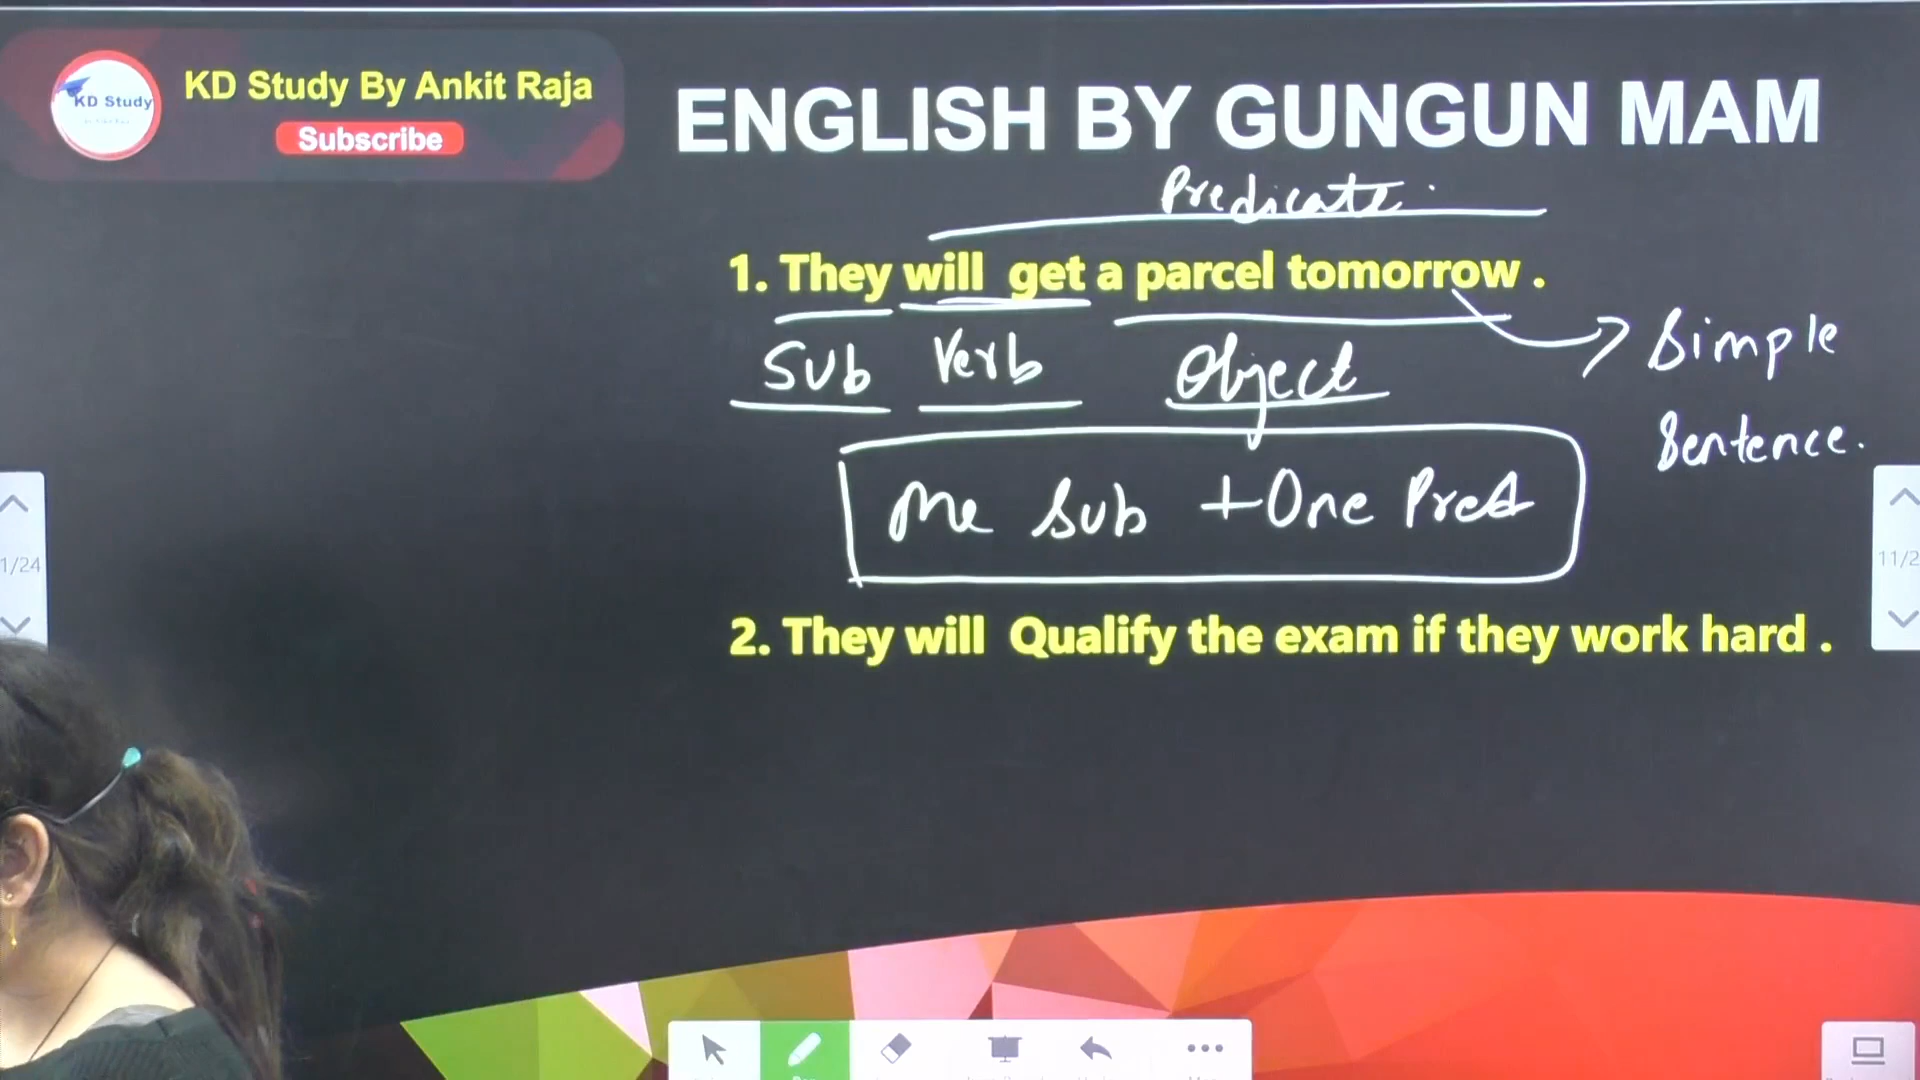 KD Study
KD Study By Ankit Raja
Subscribe
ENGLISH BY GUNGUN MAM
Predicate
1. They will get a parcel tomorrow .
Sub Verb Object
Simple
Sentence.
One Sub + One Pred
2. They will Qualify the exam if they work hard .
1/24
11/2